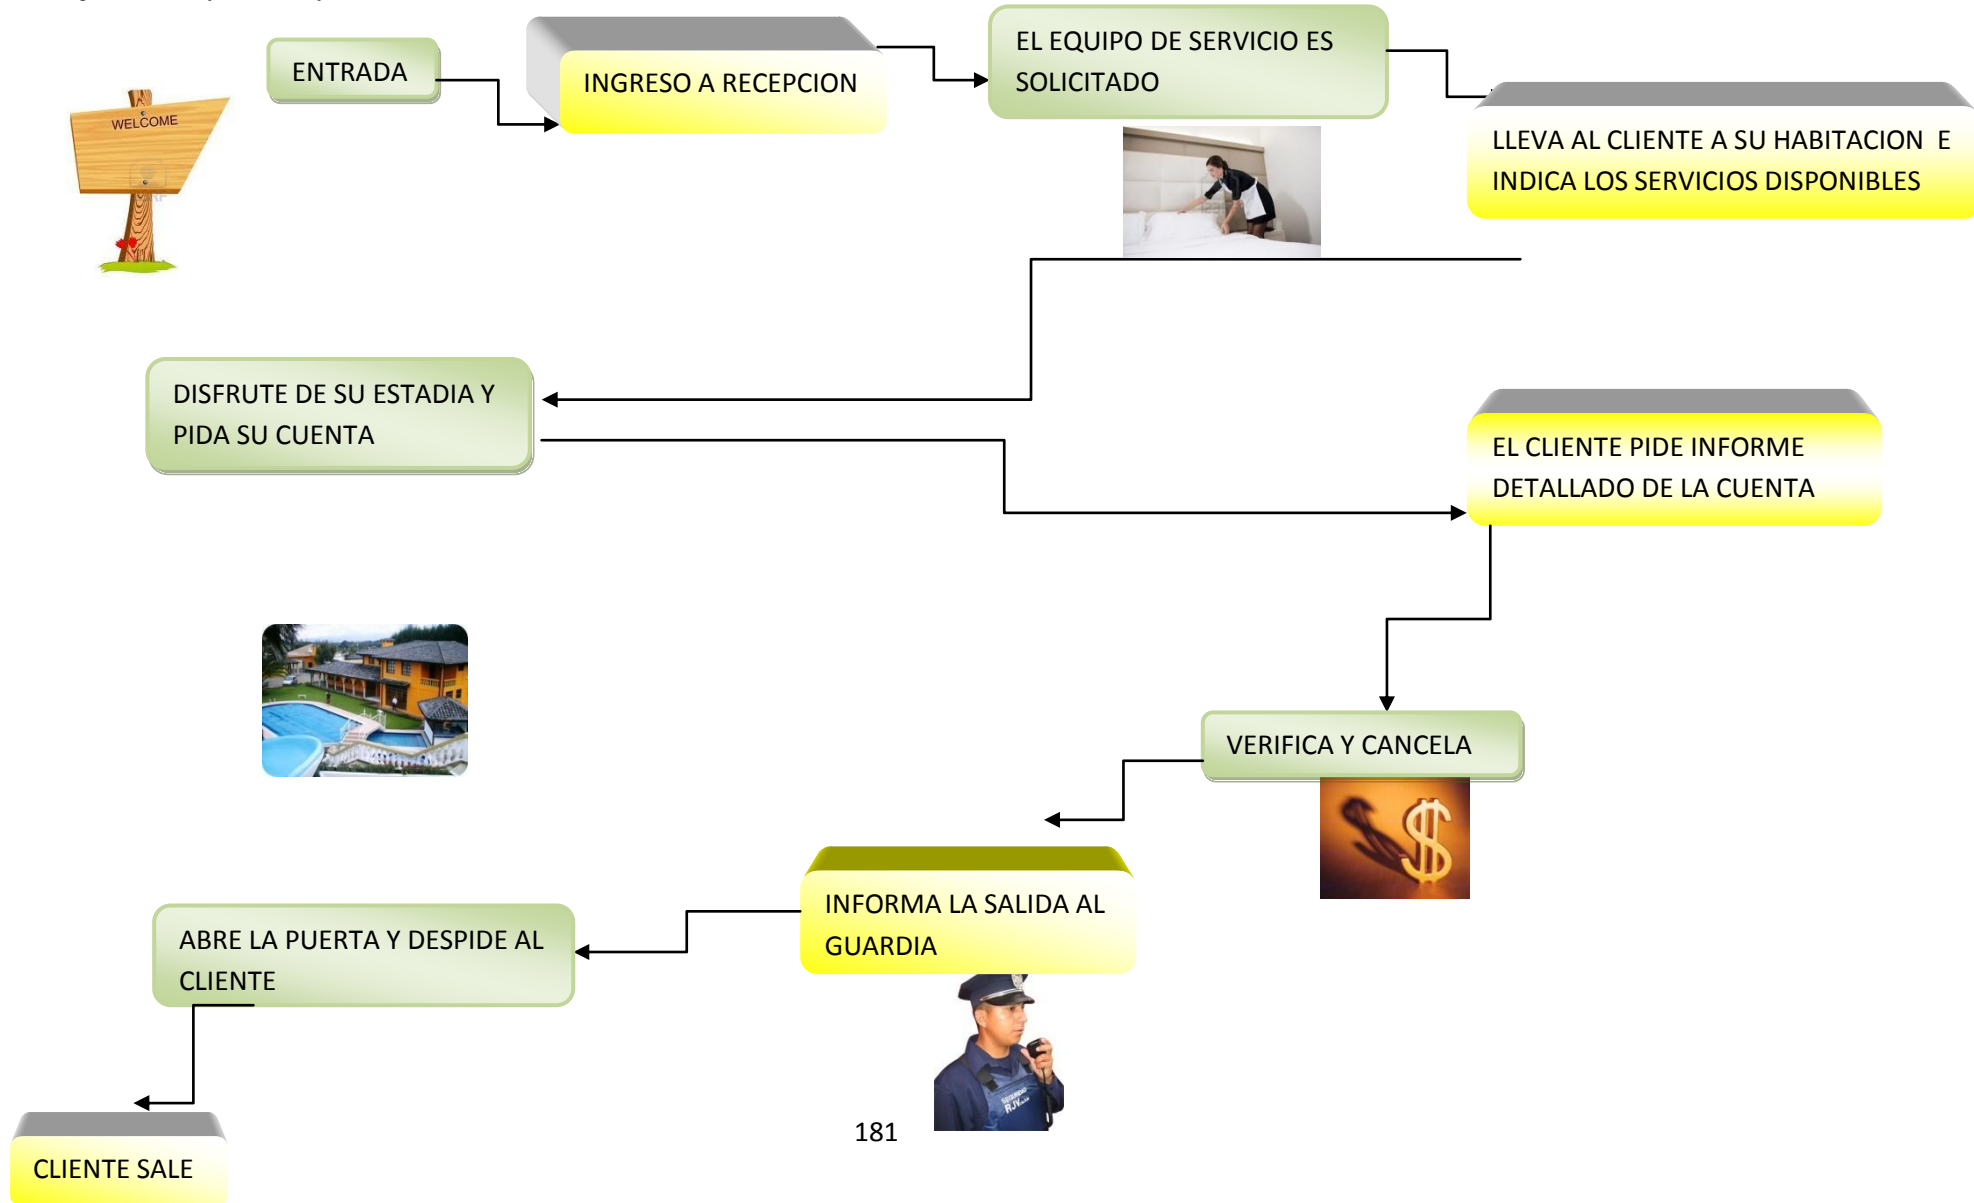 ENTRADA
INGRESO A RECEPCION
EL EQUIPO DE SERVICIO ES
SOLICITADO
WELCOME
LLEVA AL CLIENTE A SU HABITACION E
INDICA LOS SERVICIOS DISPONIBLES
DISFRUTE DE SU ESTADIA Y
PIDA SU CUENTA
EL CLIENTE PIDE INFORME
DETALLADO DE LA CUENTA
VERIFICA Y CANCELA
$
INFORMA LA SALIDA AL
GUARDIA
ABRE LA PUERTA Y DESPIDE AL
CLIENTE
SEGURIDAD
RJV
181
CLIENTE SALE